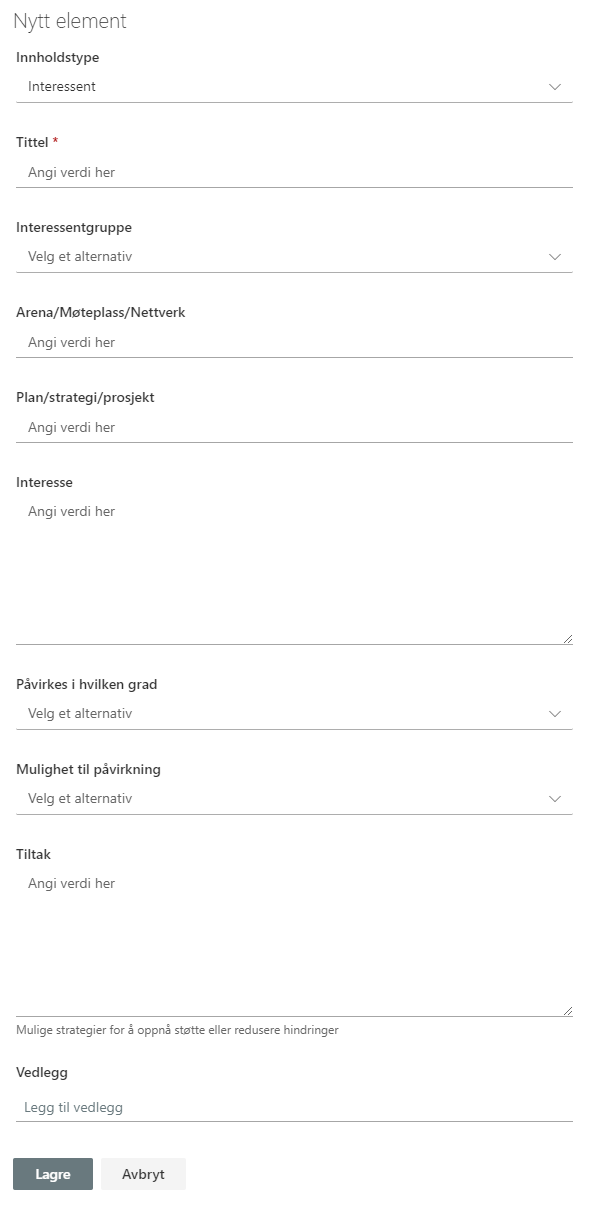 Nytt element
Innholdstype
Interessent
Tittel *
Angi verdi her
Interessentgruppe
Velg et alternativ
Arena/Møteplass/Nettverk
Angi verdi her
Plan/strategi/prosjekt
Angi verdi her
Interesse
Angi verdi her
Påvirkes i hvilken grad
Velg et alternativ
Mulighet til påvirkning
Velg et alternativ
Tiltak
Angi verdi her
Mulige strategier for å oppnå støtte eller redusere hindringer
Vedlegg
Legg til vedlegg
Lagre Avbryt